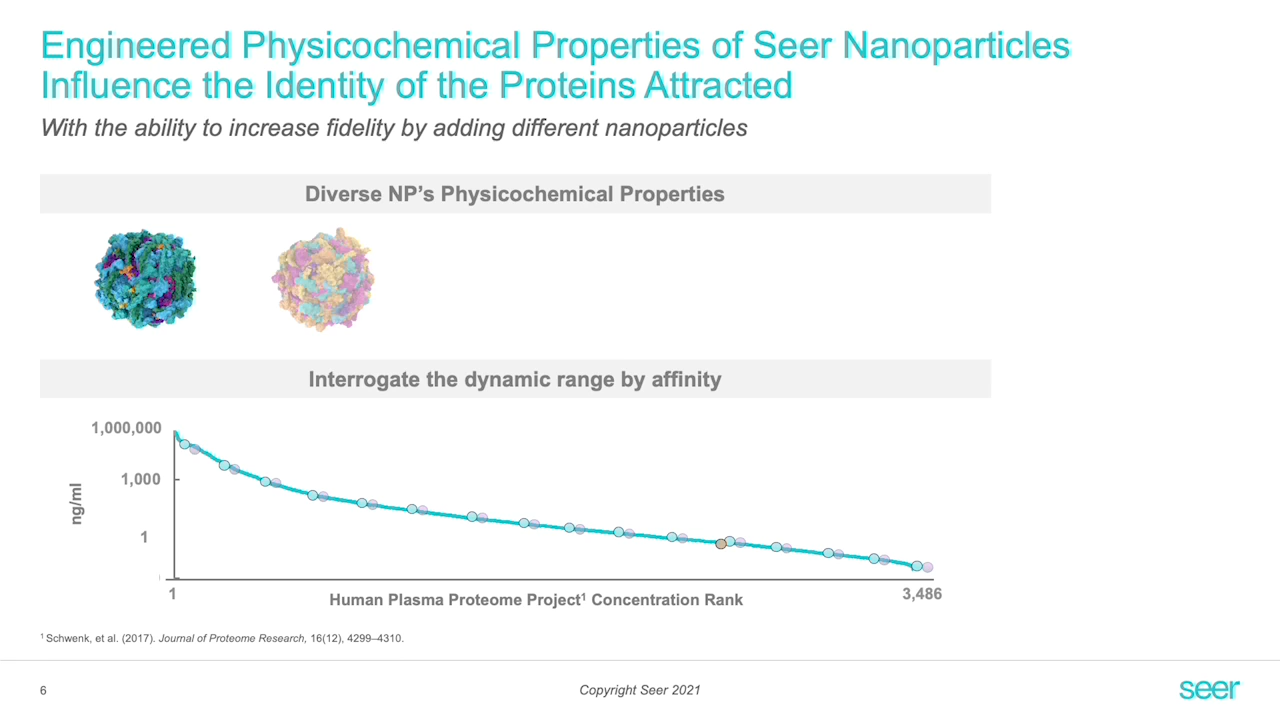 Engineered Physicochemical Properties of Seer Nanoparticles
Influence the Identity of the Proteins Attracted
With the ability to increase fidelity by adding different nanoparticles
Diverse NP’s Physicochemical Properties
Interrogate the dynamic range by affinity
1,000,000
1,000
ng/ml
1
1
Human Plasma Proteome Project¹ Concentration Rank
3,486
¹ Schwenk, et al. (2017). Journal of Proteome Research, 16(12), 4299–4310.
6
Copyright Seer 2021
seer